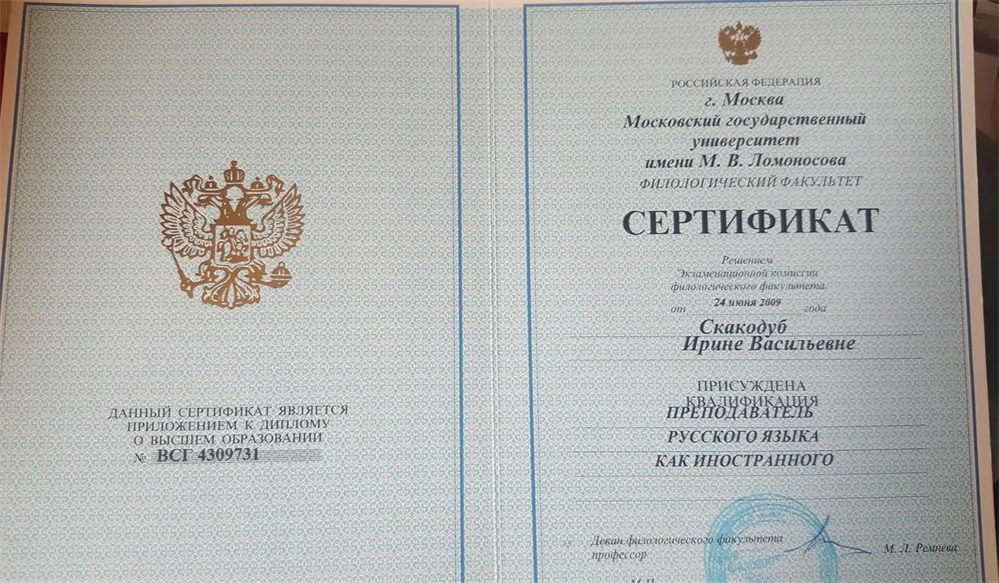 ДАННЫЙ СЕРТИФИКАТ ЯВЛЯЕТСЯ
ПРИЛОЖЕНИЕМ К ДИПЛОМУ
О ВЫСШЕМ ОБРАЗОВАНИИ
№ ВСГ 4309731
РОССИЙСКАЯ ФЕДЕРАЦИЯ
г. Москва
Московский государственный
университет
имени М. В. Ломоносова
ФИЛОЛОГИЧЕСКИЙ ФАКУЛЬТЕТ
СЕРТИФИКАТ
Решением
Экзаменационной комиссии
филологического факультета
от 24 июня 2009 года
Скакодуб
Ирине Васильевне
ПРИСУЖДЕНА
КВАЛИФИКАЦИЯ
ПРЕПОДАВАТЕЛЬ
РУССКОГО ЯЗЫКА
КАК ИНОСТРАННОГО
Декан филологического факультета
профессор
М. Л. Ремнева